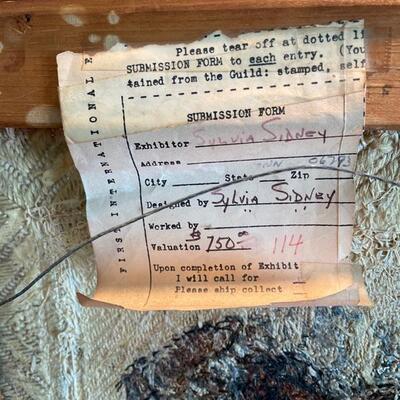 Please tear off at dotted li
SUBMISSION FORM to each entry. (You
tained from the Guild: stamped, self
SUBMISSION FORM
Exhibitor SYLVIA SIDNEY
Address
City State Zip
Designed by SYLVIA SIDNEY
Worked by
Valuation $750 114
Upon completion of Exhibit
I will call for
Please ship collect
FIRST INTERNATIONAL E